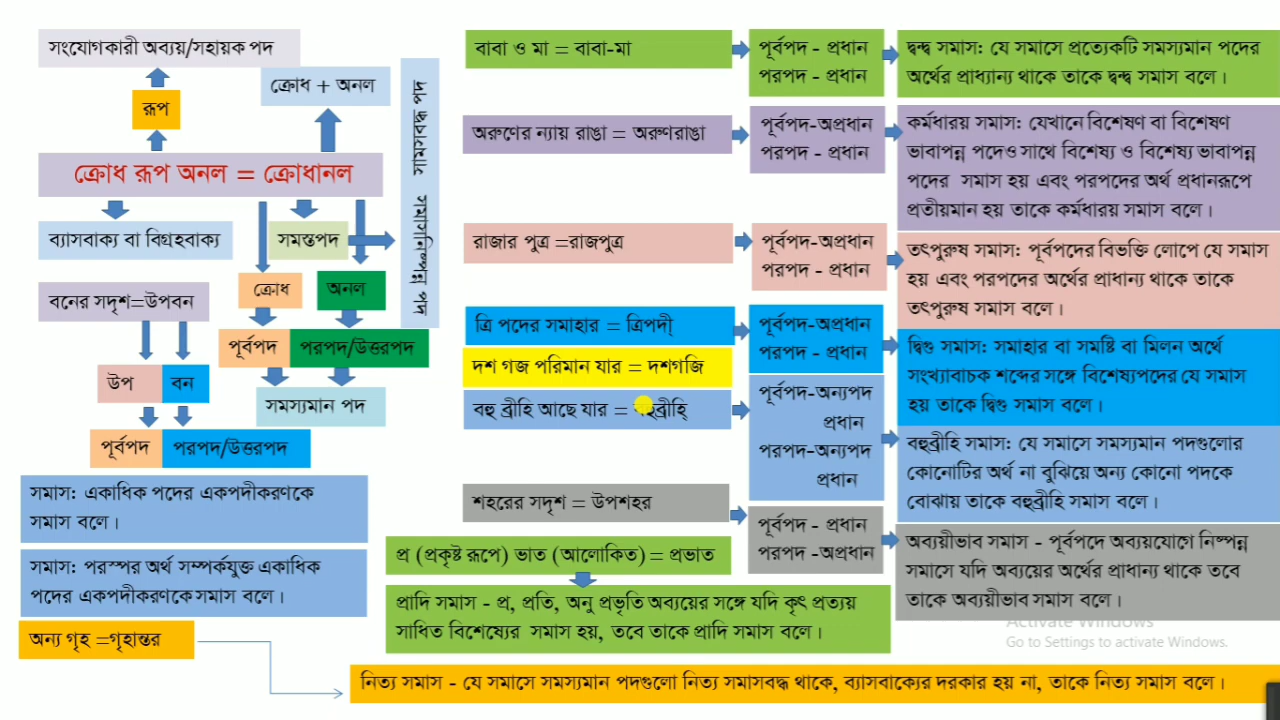 সংযোগকারী অব্যয়/সহায়ক পদ
রূপ
ক্রোধ + অনল
ক্রোধ রূপ অনল = ক্রোধানল
ব্যাসবাক্য বা বিগ্রহবাক্য
সমস্তপদ
সমাসবদ্ধ পদ
সমাসনিষ্পন্ন পদ
ক্রোধ
অনল
পূর্বপদ
পরপদ/উত্তরপদ
সমস্যমান পদ
বনের সদৃশ=উপবন
উপ
বন
পূর্বপদ
পরপদ/উত্তরপদ
সমাস: একাধিক পদের একপদীকরণকে
সমাস বলে।
সমাস: পরস্পর অর্থ সম্পর্কযুক্ত একাধিক
পদের একপদীকরণকে সমাস বলে।
অন্য গৃহ =গৃহান্তর
বাবা ও মা = বাবা-মা
পূর্বপদ - প্রধান
পরপদ - প্রধান
দ্বন্দ্ব সমাস: যে সমাসে প্রত্যেকটি সমস্যমান পদের
অর্থের প্রাধ্যান্য থাকে তাকে দ্বন্দ্ব সমাস বলে।
অরুণের ন্যায় রাঙা = অরুণরাঙা
পূর্বপদ-অপ্রধান
পরপদ - প্রধান
কর্মধারয় সমাস: যেখানে বিশেষণ বা বিশেষণ
ভাবাপন্ন পদেও সাথে বিশেষ্য ও বিশেষ্য ভাবাপন্ন
পদের সমাস হয় এবং পরপদের অর্থ প্রধানরূপে
প্রতীয়মান হয় তাকে কর্মধারয় সমাস বলে।
রাজার পুত্র =রাজপুত্র
পূর্বপদ-অপ্রধান
পরপদ - প্রধান
তৎপুরুষ সমাস: পূর্বপদের বিভক্তি লোপে যে সমাস
হয় এবং পরপদের অর্থের প্রাধান্য থাকে তাকে
তৎপুরুষ সমাস বলে।
ত্রি পদের সমাহার = ত্রিপদী
পূর্বপদ-অপ্রধান
পরপদ - প্রধান
দ্বিগু সমাস: সমাহার বা সমষ্টি বা মিলন অর্থে
সংখ্যাবাচক শব্দের সঙ্গে বিশেষ্যপদের যে সমাস
হয় তাকে দ্বিগু সমাস বলে।
দশ গজ পরিমান যার = দশগজি
বহু ব্রীহি আছে যার =
পূর্বপদ-অন্যপদ
প্রধান
পরপদ-অন্যপদ
প্রধান
বহুব্রীহি সমাস: যে সমাসে সমস্যমান পদগুলোর
কোনোটির অর্থ না বুঝিয়ে অন্য কোনো পদকে
বোঝায় তাকে বহুব্রীহি সমাস বলে।
শহরের সদৃশ = উপশহর
পূর্বপদ - প্রধান
পরপদ -অপ্রধান
অব্যয়ীভাব সমাস - পূর্বপদে অব্যয়যোগে নিষ্পন্ন
সমাসে যদি অব্যয়ের অর্থের প্রাধান্য থাকে তবে
তাকে অব্যয়ীভাব সমাস বলে।
প্র (প্রকৃষ্ট রূপে) ভাত (আলোকিত) = প্রভাত
প্রাদি সমাস - প্র, প্রতি, অনু প্রভৃতি অব্যয়ের সঙ্গে যদি কৃৎ প্রত্যয়
সাধিত বিশেষ্যের সমাস হয়, তবে তাকে প্রাদি সমাস বলে।
Activate Windows
Go to Settings to activate Windows.
নিত্য সমাস - যে সমাসে সমস্যমান পদগুলো নিত্য সমাসবদ্ধ থাকে, ব্যাসবাক্যের দরকার হয় না, তাকে নিত্য সমাস বলে।